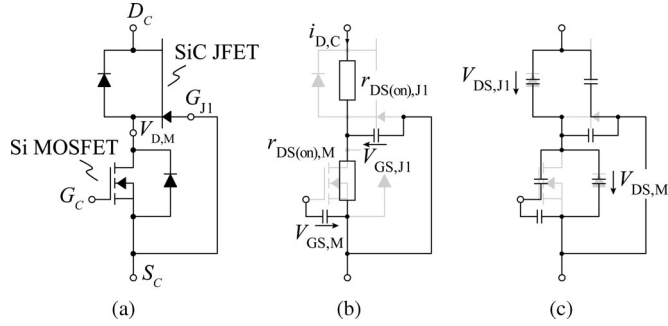 D_C
SiC JFET
G_J1
V_D,M
Si MOSFET
G_C
S_C
(a)
i_D,C
r_DS(on),J1
r_DS(on),M
V_GS,J1
V_GS,M
(b)
V_DS,J1
V_DS,M
(c)